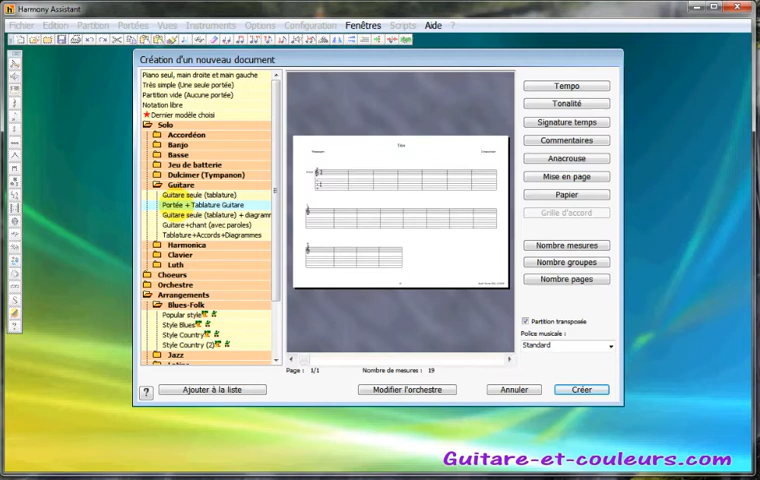 Harmony Assistant
Fichier Edition Partition Portées Vues Instruments Options Configuration Fenêtres Scripts Aide ?
Création d'un nouveau document
Piano seul, main droite et main gauche
Très simple (Une seule portée)
Partition vide (Aucune portée)
Notation libre
Dernier modèle choisi
Solo
Accordéon
Banjo
Basse
Jeu de batterie
Dulcimer (Tympanon)
Guitare
Guitare seule (tablature)
Portée + Tablature Guitare
Guitare seule (tablature) + diagramm
Guitare+chant (avec paroles)
Tablature+Accords+Diagrammes
Harmonica
Clavier
Luth
Choeurs
Orchestre
Arrangements
Blues-Folk
Popular style
Style Blues
Style Country
Style Country (2)
Jazz
Titre
Tempo
Tonalité
Signature temps
Commentaires
Anacrouse
Mise en page
Papier
Grille d'accord
Nombre mesures
Nombre groupes
Nombre pages
Partition transposée
Police musicale :
Standard
Page : 1/1 Nombre de mesures : 19
? Ajouter à la liste Modifier l'orchestre Annuler Créer
Guitare-et-couleurs.com